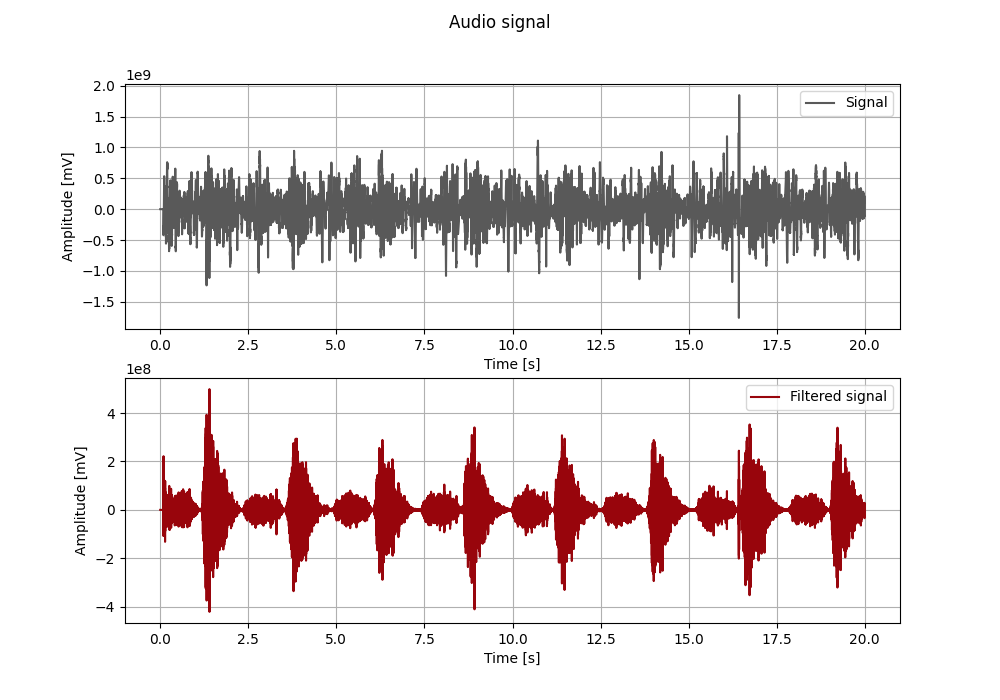 Audio signal
1e9
2.0
1.5
1.0
0.5
0.0
−0.5
−1.0
−1.5
Amplitude [mV]
Signal
0.0 2.5 5.0 7.5 10.0 12.5 15.0 17.5 20.0
Time [s]
1e8
4
2
0
−2
−4
Amplitude [mV]
Filtered signal
0.0 2.5 5.0 7.5 10.0 12.5 15.0 17.5 20.0
Time [s]